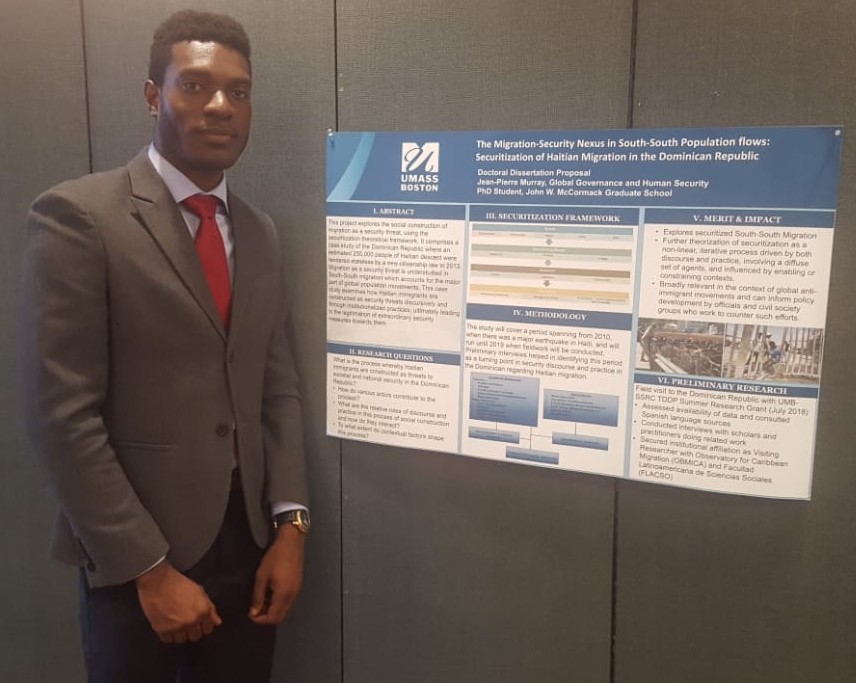 The Migration-Security Nexus in South-South Population flows:
Securitization of Haitian Migration in the Dominican Republic
Doctoral Dissertation Proposal
Jean-Pierre Murray, Global Governance and Human Security
PhD Student, John W. McCormack Graduate School
UMASS
BOSTON
I. ABSTRACT
This project explores the social construction of
migration as a security threat, using the
securitization theoretical framework. It comprises a
case study of the Dominican Republic where an
estimated 250,000 people of Haitian descent were
rendered stateless by a new citizenship law in 2013.
Migration as a security threat is understudied in
South-South migration which accounts for the major
part of global population movements. This case
study examines how Haitian immigrants are
constructed as security threats discursively and
through institutionalized practices; ultimately leading
to the legitimation of extraordinary security
measures towards them.
II. RESEARCH QUESTIONS
What is the process whereby Haitian
immigrants are constructed as threats to
societal and national security in the Dominican
Republic?
• How do various actors contribute to the
process?
• What are the relative roles of discourse and
practice in this process of social construction
and how do they interact?
• To what extent do contextual factors shape
this process?
III. SECURITIZATION FRAMEWORK
IV. METHODOLOGY
The study will cover a period spanning from 2010,
when there was a major earthquake in Haiti, and will
run until 2019 when fieldwork will be conducted.
Preliminary interviews helped in identifying this period
as a turning point in security discourse and practice in
the Dominican regarding Haitian migration.
V. MERIT & IMPACT
• Explores securitized South-South Migration
• Further theorization of securitization as a
non-linear, iterative process driven by both
discourse and practice, involving a diffuse
set of agents, and influenced by enabling or
constraining contexts.
• Broadly relevant in the context of global anti-
immigrant movements and can inform policy
development by officials and civil society
groups who work to counter such efforts.
VI. PRELIMINARY RESEARCH
Field visit to the Dominican Republic with UMB-
SSRC TDDP Summer Research Grant (July 2018)
• Assessed availability of data and consulted
Spanish language sources
• Conducted interviews with scholars and
practitioners doing related work
• Secured institutional affiliation as Visiting
Researcher with Observatory for Caribbean
Migration (OBMICA) and Facultad
Latinoamericana de Sciencias Sociales
(FLACSO)